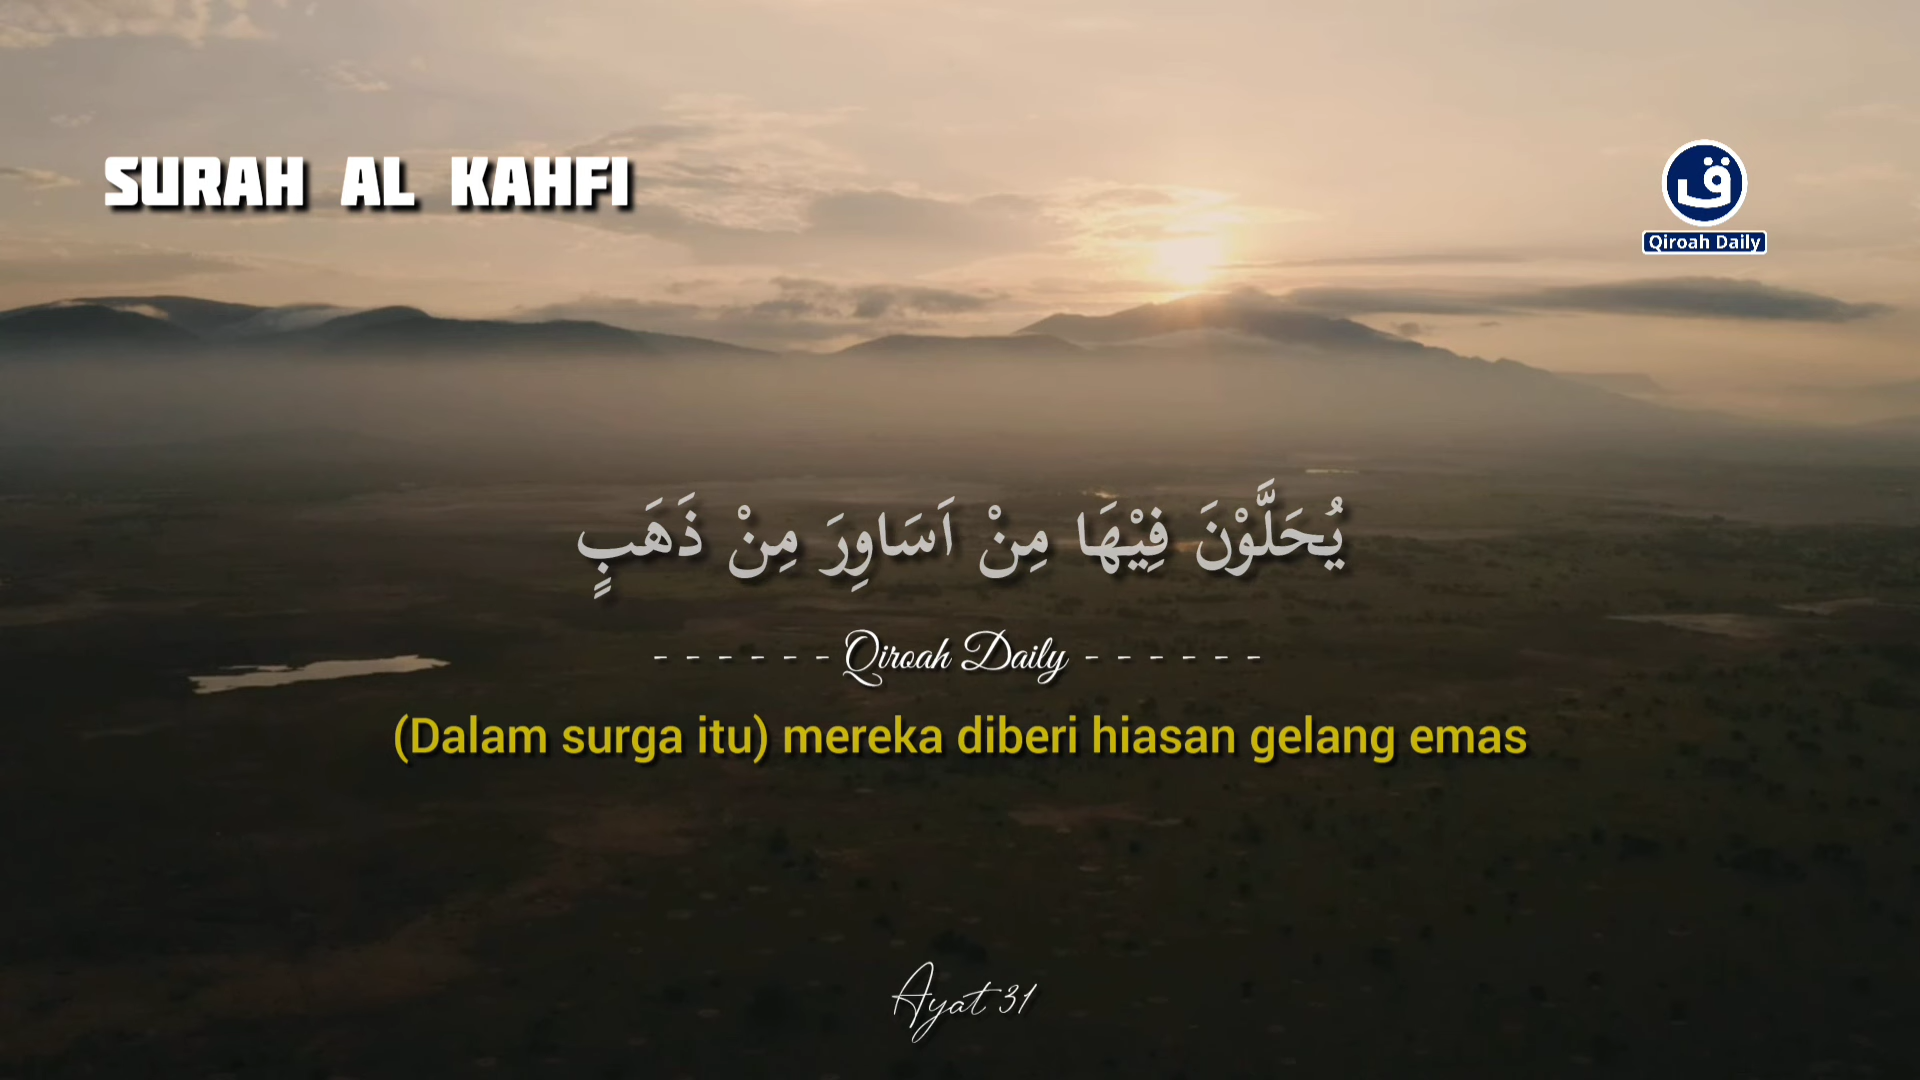 SURAH AL KAHFI
ق
Qiroah Daily
يُحَلَّوْنَ فِيْهَا مِنْ اَسَاوِرَ مِنْ ذَهَبٍ
- - - - - - Qiroah Daily - - - - - -
(Dalam surga itu) mereka diberi hiasan gelang emas
Ayat 31